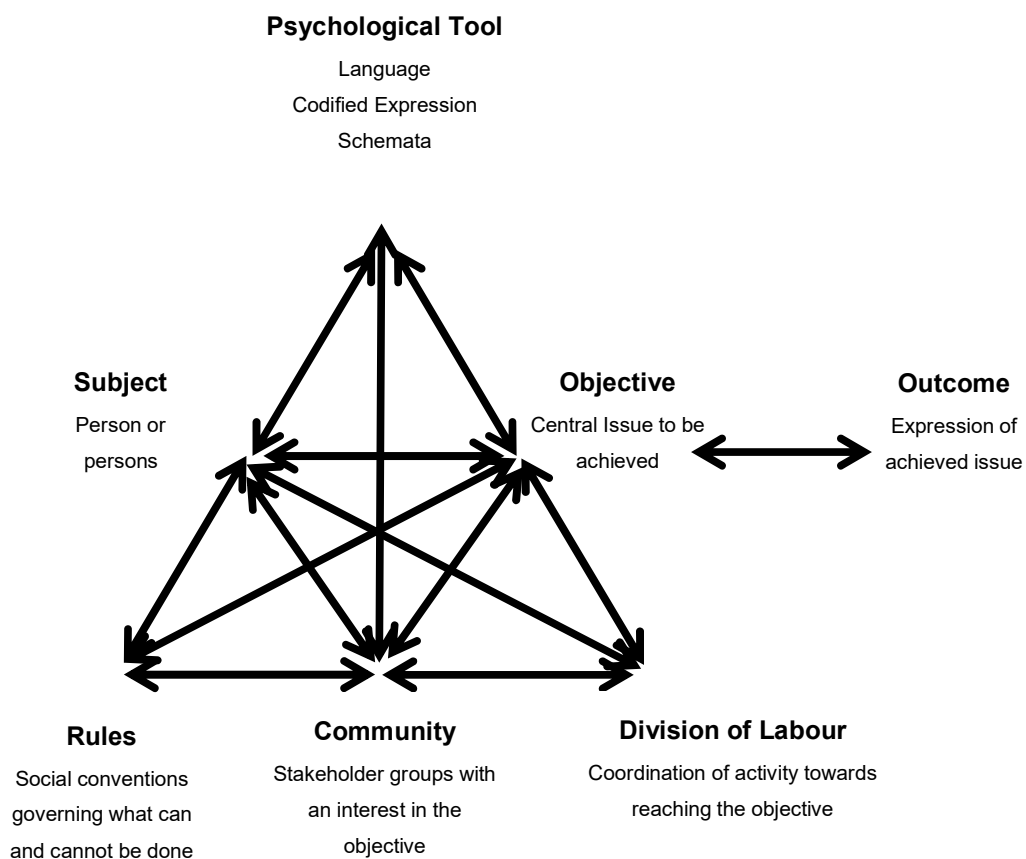 Psychological Tool
Language
Codified Expression
Schemata
Subject
Person or
persons
Objective
Central Issue to be
achieved
Outcome
Expression of
achieved issue
Rules
Social conventions
governing what can
and cannot be done
Community
Stakeholder groups with
an interest in the
objective
Division of Labour
Coordination of activity towards
reaching the objective